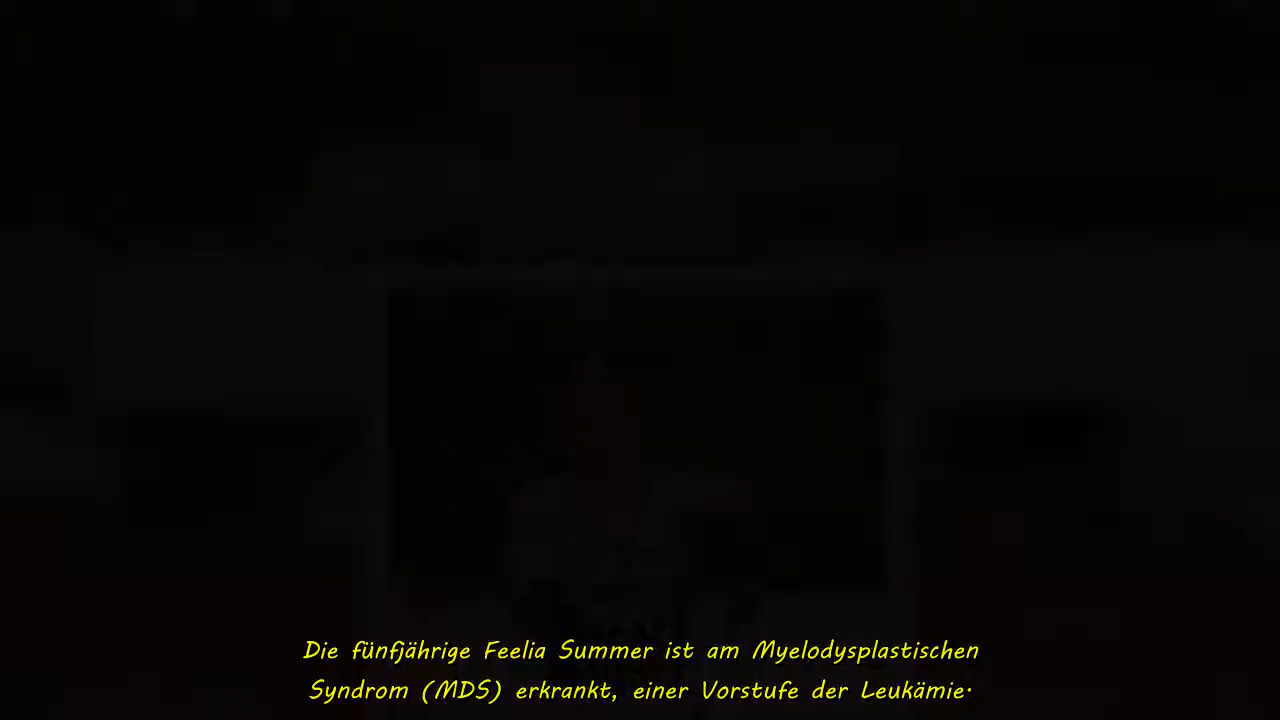 Die fünfjährige Feelia Summer ist am Myelodysplastischen
Syndrom (MDS) erkrankt, einer Vorstufe der Leukämie.